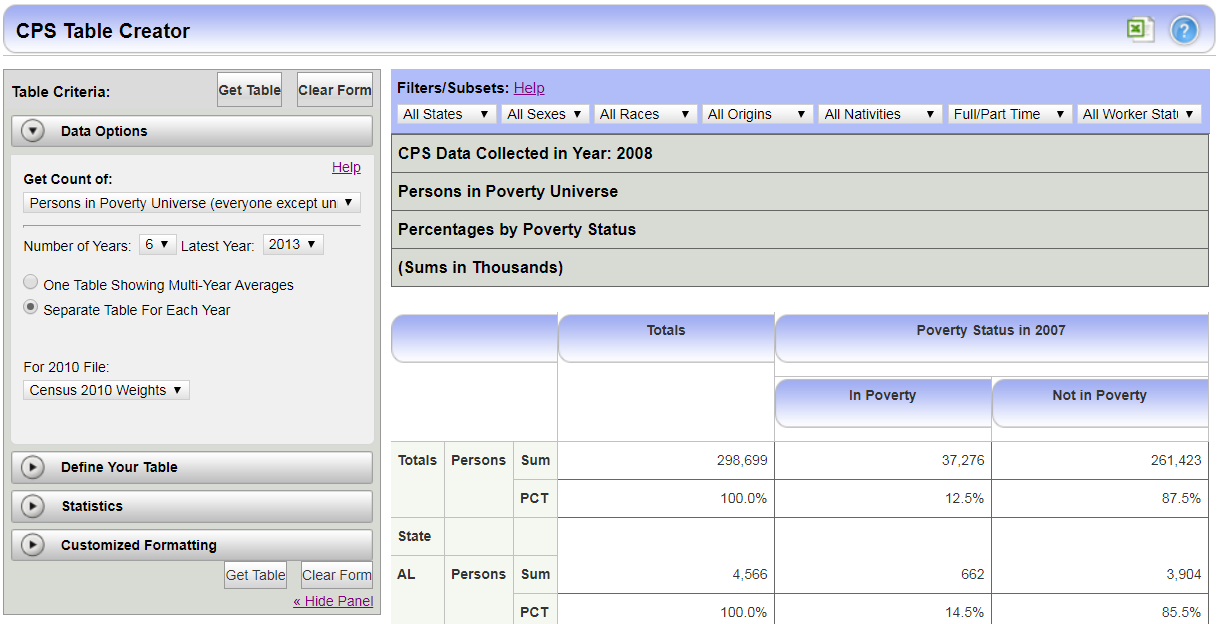 CPS Table Creator
Table Criteria: Get Table Clear Form
Data Options
Help
Get Count of:
Persons in Poverty Universe (everyone except un
Number of Years: 6 Latest Year: 2013
One Table Showing Multi-Year Averages
Separate Table For Each Year
For 2010 File:
Census 2010 Weights
Define Your Table
Statistics
Customized Formatting
Get Table Clear Form
« Hide Panel
Filters/Subsets: Help
All States All Sexes All Races All Origins All Nativities Full/Part Time All Worker Stat
CPS Data Collected in Year: 2008
Persons in Poverty Universe
Percentages by Poverty Status
(Sums in Thousands)
Totals Poverty Status in 2007
In Poverty Not in Poverty
Totals Persons Sum 298,699 37,276 261,423
PCT 100.0% 12.5% 87.5%
State
AL Persons Sum 4,566 662 3,904
PCT 100.0% 14.5% 85.5%